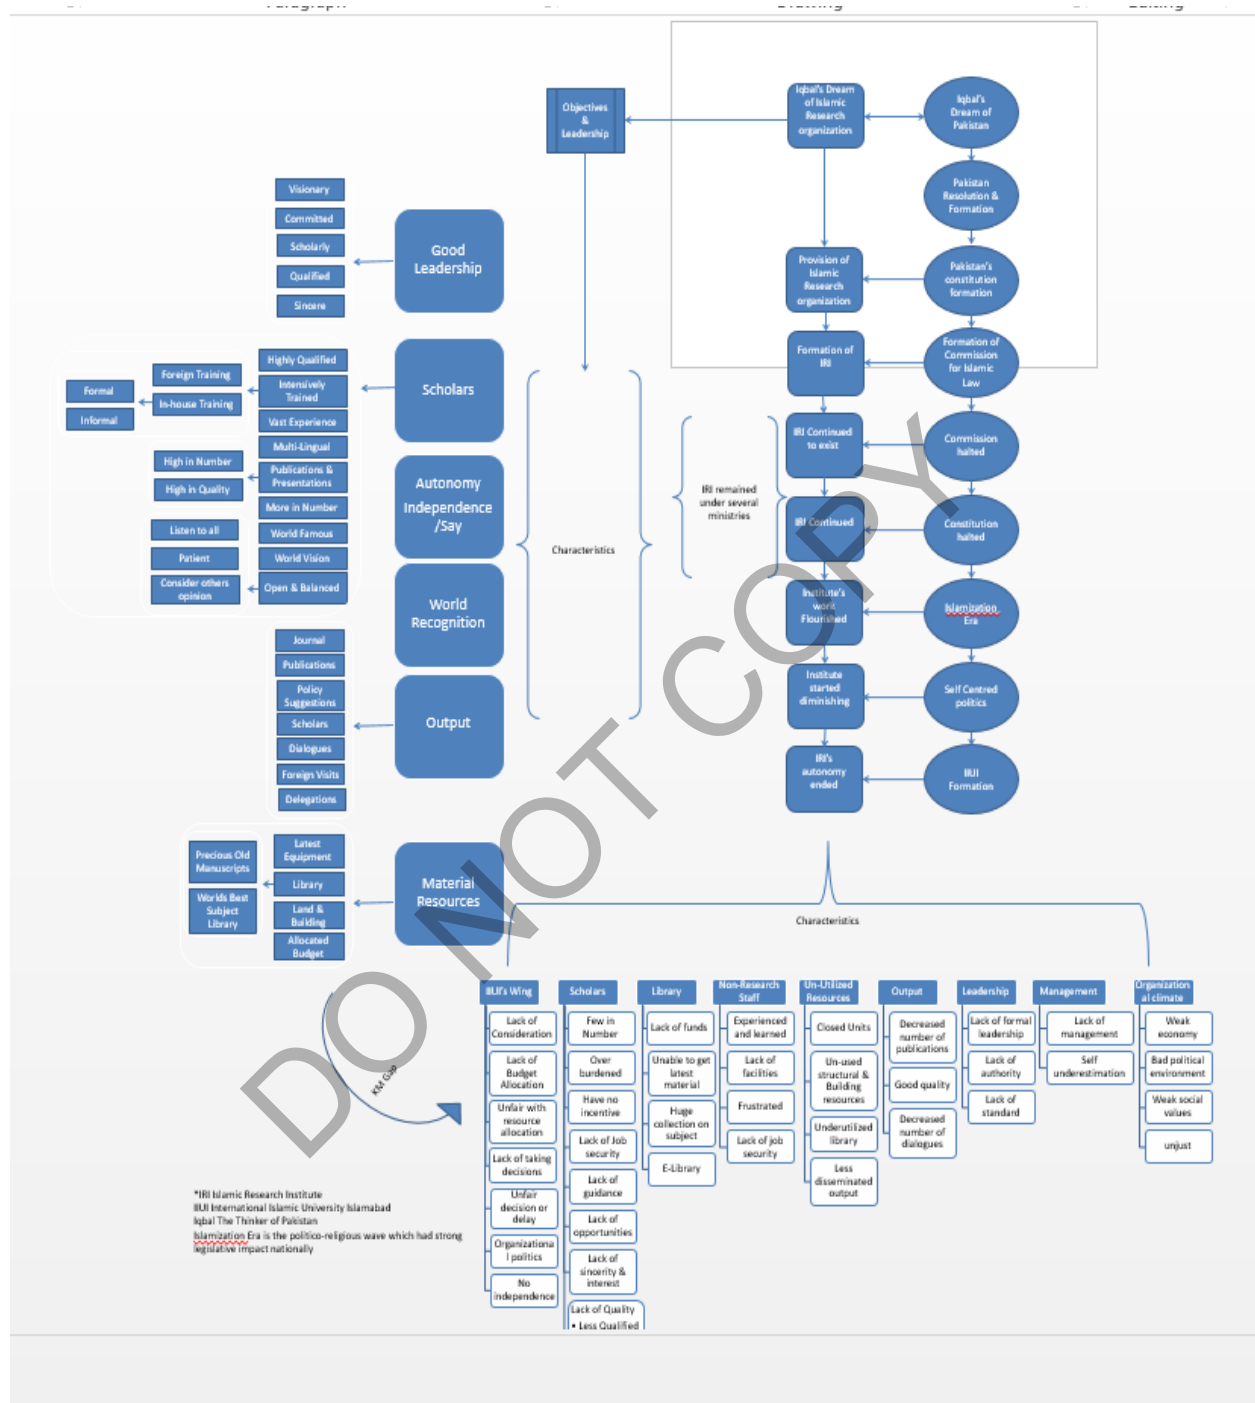 Paragraph
Drawing
Editing
Objectives
&
Leadership
Iqbal's Dream
of Islamic
Research
organization
Iqbal's
Dream of
Pakistan
Pakistan
Resolution &
Formation
Provision of
Islamic
Research
organization
Pakistan's
constitution
formation
Formation of
IRI
Formation of
Commission
for Islamic
Law
IRI Continued
to exist
Commission
halted
IRI remained
under several
ministries
IRI Continued
Constitution
halted
Institute's
work
Flourished
Islamization
Era
Institute
started
diminishing
Self Centred
politics
IRI's
autonomy
ended
IIUI
Formation
Visionary
Committed
Scholarly
Qualified
Sincere
Good
Leadership
Highly Qualified
Intensively
Trained
Vast Experience
Multi-Lingual
Publications &
Presentations
More in Number
World Famous
World Vision
Open & Balanced
Foreign Training
In-house Training
Formal
Informal
High in Number
High in Quality
Listen to all
Patient
Consider others
opinion
Scholars
Autonomy
Independence
/Say
World
Recognition
Characteristics
Journal
Publications
Policy
Suggestions
Scholars
Dialogues
Foreign Visits
Delegations
Output
Latest
Equipment
Library
Land &
Building
Allocated
Budget
Precious Old
Manuscripts
Worlds Best
Subject
Library
Material
Resources
Characteristics
KM Gap
IIUI's Wing
Lack of
Consideration
Lack of
Budget
Allocation
Unfair with
resource
allocation
Lack of taking
decisions
Unfair
decision or
delay
Organizationa
l politics
No
independence
Scholars
Few in
Number
Over
burdened
Have no
incentive
Lack of Job
security
Lack of
guidance
Lack of
opportunities
Lack of
sincerity &
interest
Lack of Quality
• Less Qualified
Library
Lack of funds
Unable to get
latest
material
Huge
collection on
subject
E-Library
Non-Research
Staff
Experienced
and learned
Lack of
facilities
Frustrated
Lack of job
security
Un-Utilized
Resources
Closed Units
Un-used
structural &
Building
resources
Underutilized
library
Less
disseminated
output
Output
Decreased
number of
publications
Good quality
Decreased
number of
dialogues
Leadership
Lack of formal
leadership
Lack of
authority
Lack of
standard
Management
Lack of
management
Self
underestimation
Organization
al climate
Weak
economy
Bad political
environment
Weak social
values
unjust
*IRI Islamic Research Institute
IIUI International Islamic University Islamabad
Iqbal The Thinker of Pakistan
Islamization Era is the politico-religious wave which had strong
legislative impact nationally
DO NOT COPY